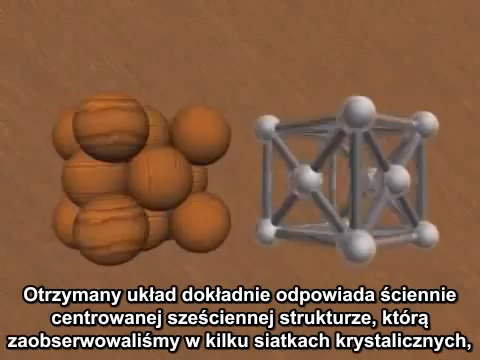 Otrzymany układ dokładnie odpowiada ściennie
centrowanej sześciennej strukturze, którą
zaobserwowaliśmy w kilku siatkach krystalicznych,